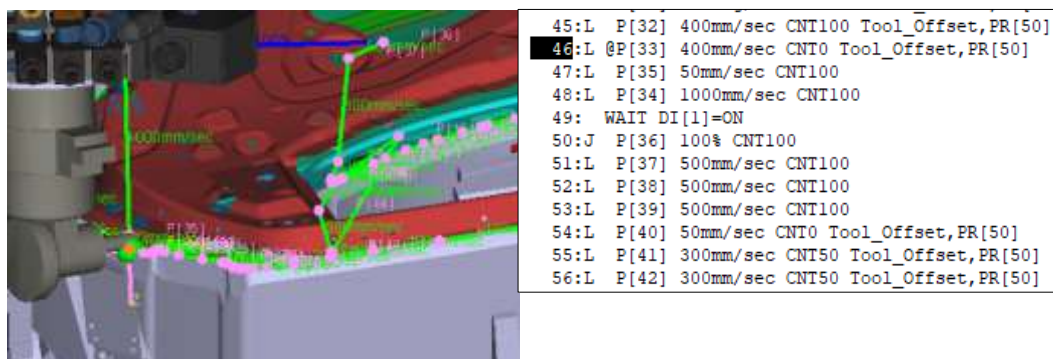 45:L P[32] 400mm/sec CNT100 Tool_Offset,PR[50]
46:L @P[33] 400mm/sec CNT0 Tool_Offset,PR[50]
47:L P[35] 50mm/sec CNT100
48:L P[34] 1000mm/sec CNT100
49: WAIT DI[1]=ON
50:J P[36] 100% CNT100
51:L P[37] 500mm/sec CNT100
52:L P[38] 500mm/sec CNT100
53:L P[39] 500mm/sec CNT100
54:L P[40] 50mm/sec CNT0 Tool_Offset,PR[50]
55:L P[41] 300mm/sec CNT50 Tool_Offset,PR[50]
56:L P[42] 300mm/sec CNT50 Tool_Offset,PR[50]